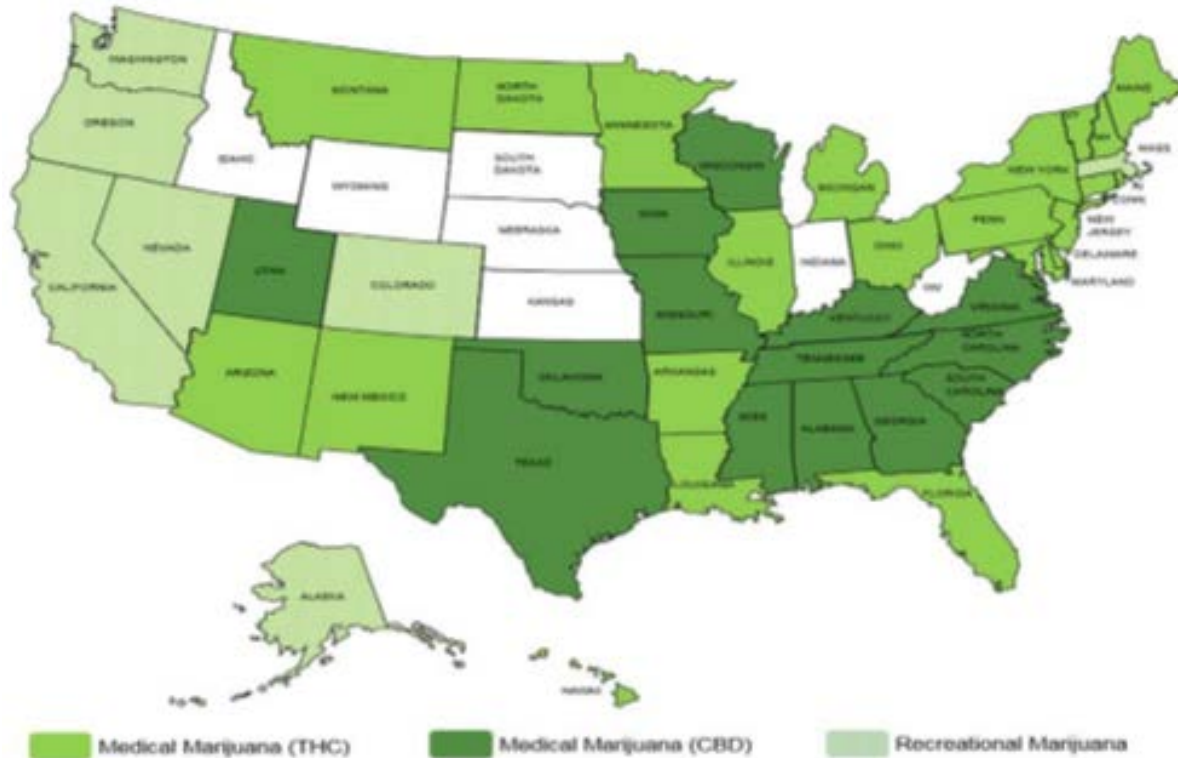 WASHINGTON
MONTANA
NORTH
DAKOTA
MINNESOTA
MAINE
OREGON
IDAHO
WYOMING
SOUTH
DAKOTA
WISCONSIN
MICHIGAN
NEW YORK
VT
NH
MASS
RI
CONN
NEW
JERSEY
DELAWARE
MARYLAND
PENN
NEVADA
UTAH
COLORADO
NEBRASKA
IOWA
ILLINOIS
INDIANA
OHIO
WV
VIRGINIA
CALIFORNIA
KANSAS
MISSOURI
KENTUCKY
NORTH
CAROLINA
TENNESSEE
ARIZONA
NEW MEXICO
OKLAHOMA
ARKANSAS
SOUTH
CAROLINA
TEXAS
LOUISIANA
MISS
ALABAMA
GEORGIA
FLORIDA
ALASKA
HAWAII
Medical Marijuana (THC)
Medical Marijuana (CBD)
Recreational Marijuana